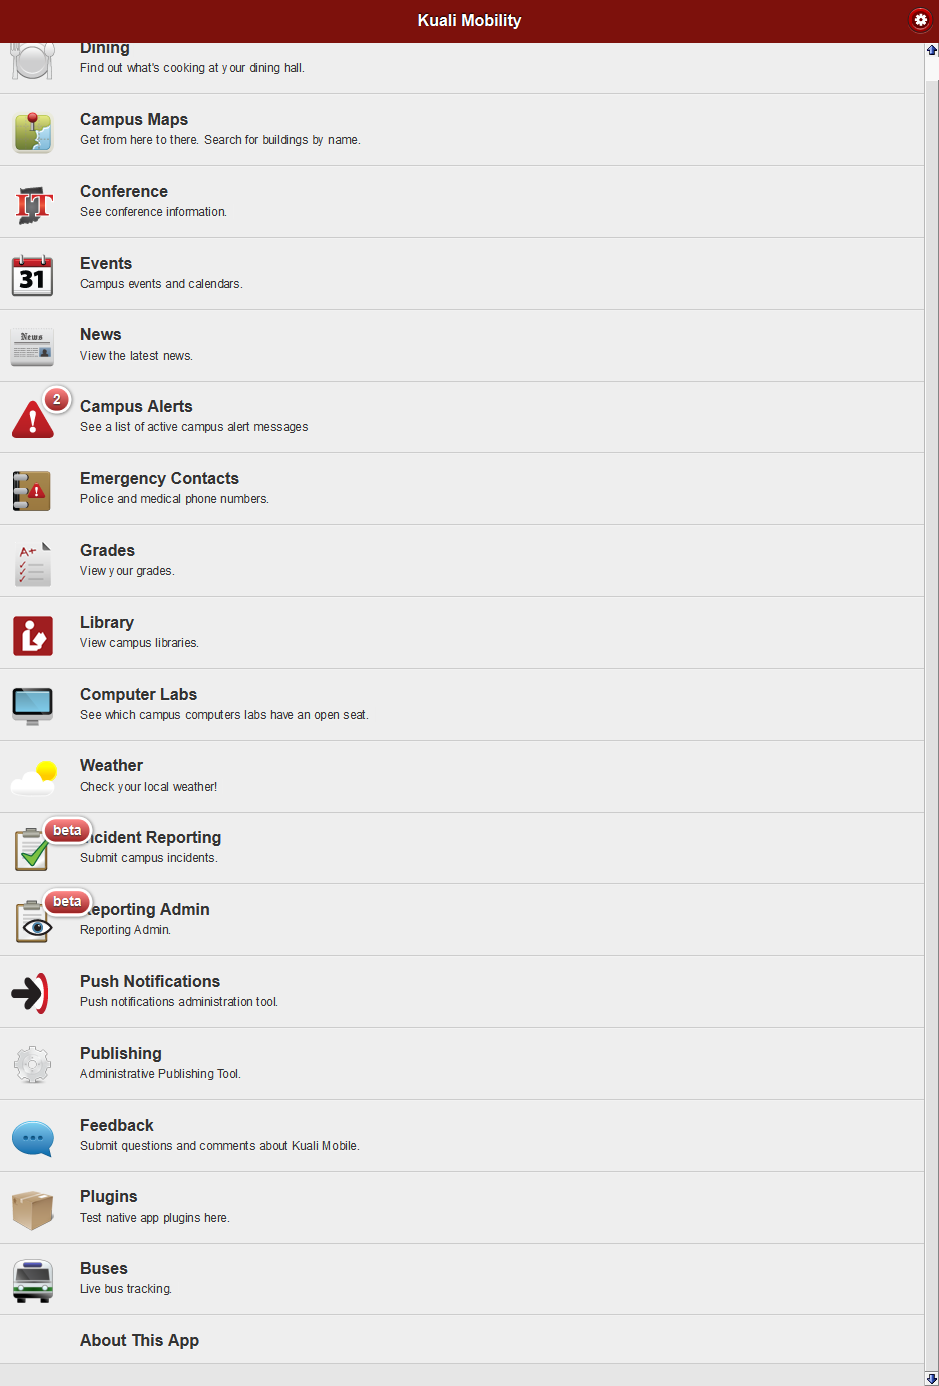 Kuali Mobility
Dining
Find out what's cooking at your dining hall.
Campus Maps
Get from here to there. Search for buildings by name.
IT
Conference
See conference information.
31
Events
Campus events and calendars.
News
News
View the latest news.
2
Campus Alerts
See a list of active campus alert messages
Emergency Contacts
Police and medical phone numbers.
A+
Grades
View your grades.
Library
View campus libraries.
Computer Labs
See which campus computers labs have an open seat.
Weather
Check your local weather!
beta
ncident Reporting
Submit campus incidents.
beta
eporting Admin
Reporting Admin.
Push Notifications
Push notifications administration tool.
Publishing
Administrative Publishing Tool.
Feedback
Submit questions and comments about Kuali Mobile.
Plugins
Test native app plugins here.
Buses
Live bus tracking.
About This App